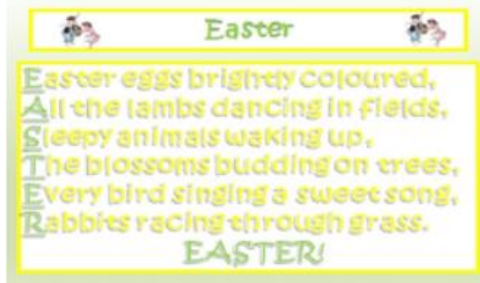 Easter
Easter eggs brightly coloured,
All the lambs dancing in fields,
Sleepy animals waking up,
The blossoms budding on trees,
Every bird singing a sweet song,
Rabbits racing through grass.
EASTER!